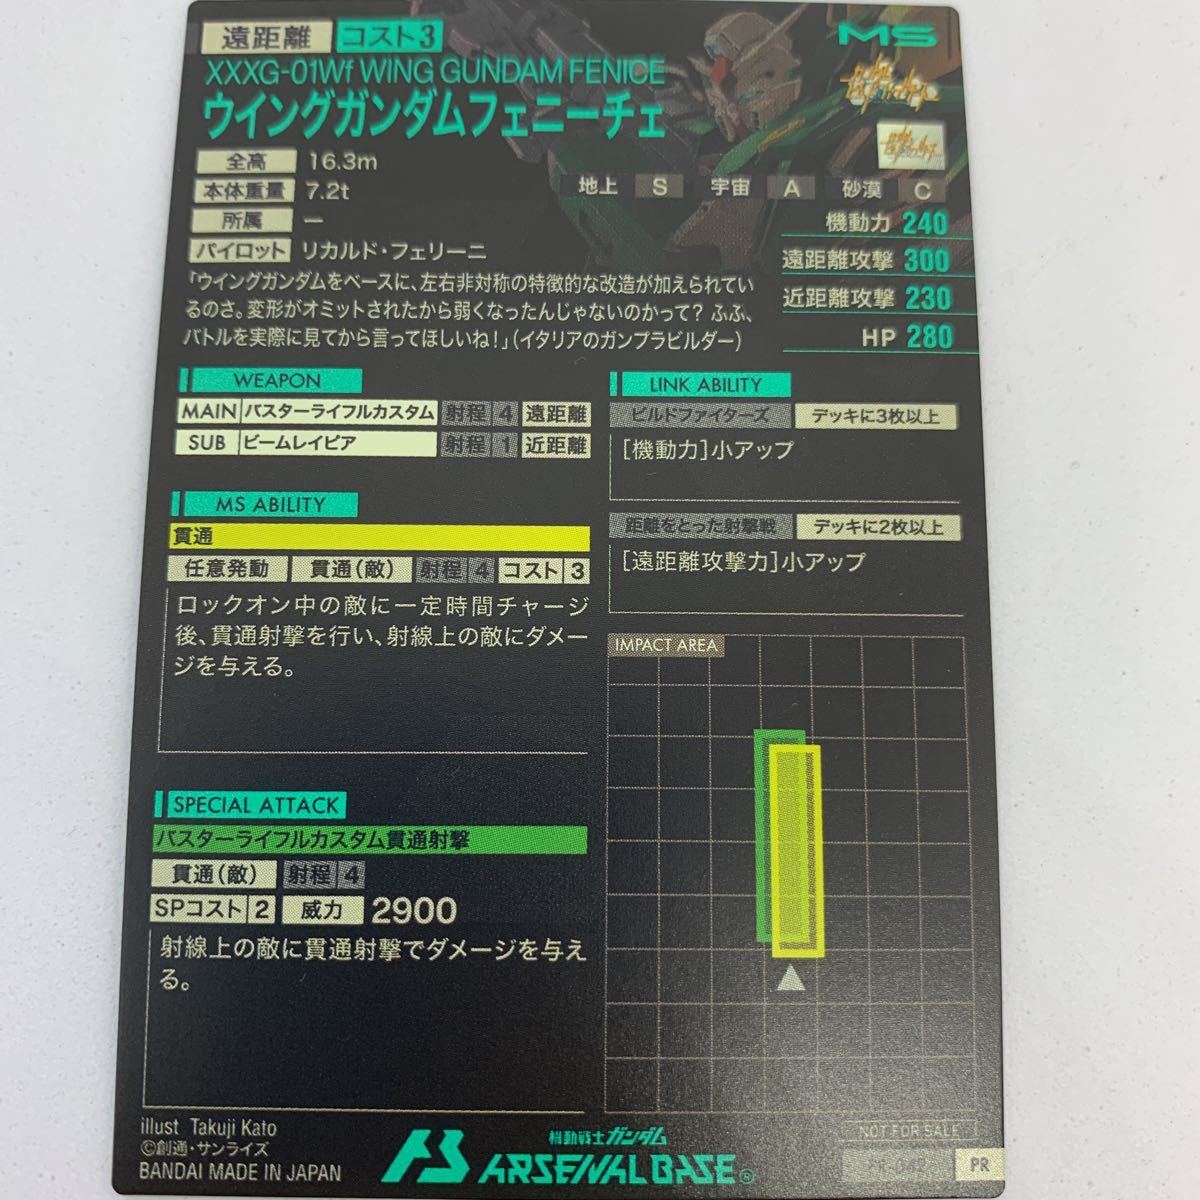 遠距離 コスト3 MS
XXXG-01Wf WING GUNDAM FENICE
ウイングガンダムフェニーチェ
全高 16.3m
本体重量 7.2t
所属 ー
パイロット リカルド・フェリーニ
地上 S 宇宙 A 砂漠 C
機動力 240
遠距離攻撃 300
近距離攻撃 230
HP 280
「ウイングガンダムをベースに、左右非対称の特徴的な改造が加えられてい
るのさ。変形がオミットされたから弱くなったんじゃないのかって? ふふ、
バトルを実際に見てから言ってほしいね!」(イタリアのガンプラビルダー)
WEAPON
MAIN バスターライフルカスタム 射程 4 遠距離
SUB ビームレイピア 射程 1 近距離
MS ABILITY
貫通
任意発動 貫通(敵) 射程 4 コスト 3
ロックオン中の敵に一定時間チャージ
後、貫通射撃を行い、射線上の敵にダメー
ジを与える。
SPECIAL ATTACK
バスターライフルカスタム貫通射撃
貫通(敵) 射程 4
SPコスト 2 威力 2900
射線上の敵に貫通射撃でダメージを与え
る。
LINK ABILITY
ビルドファイターズ デッキに3枚以上
[機動力]小アップ
距離をとった射撃戦 デッキに2枚以上
[遠距離攻撃力]小アップ
IMPACT AREA
illust Takuji Kato
©創通・サンライズ
BANDAI MADE IN JAPAN
機動戦士ガンダム
ARSENAL BASE®
NOT FOR SALE
PR